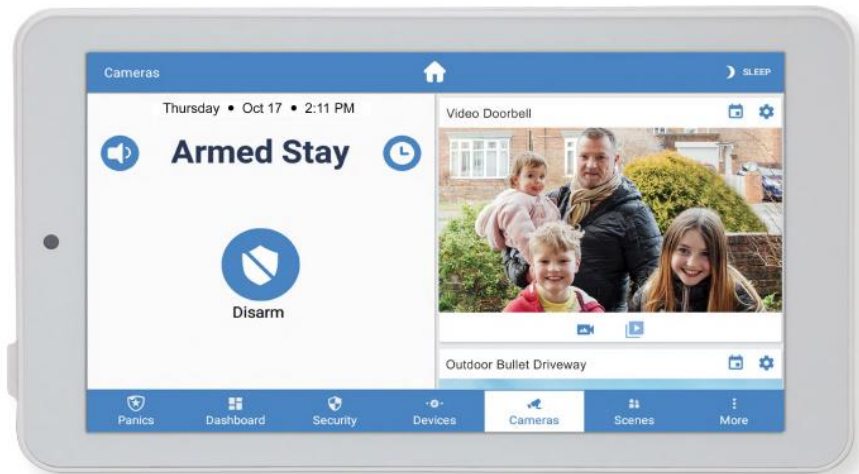 Cameras
SLEEP
Thursday • Oct 17 • 2:11 PM
Armed Stay
Disarm
Video Doorbell
Outdoor Bullet Driveway
Panics
Dashboard
Security
Devices
Cameras
Scenes
More